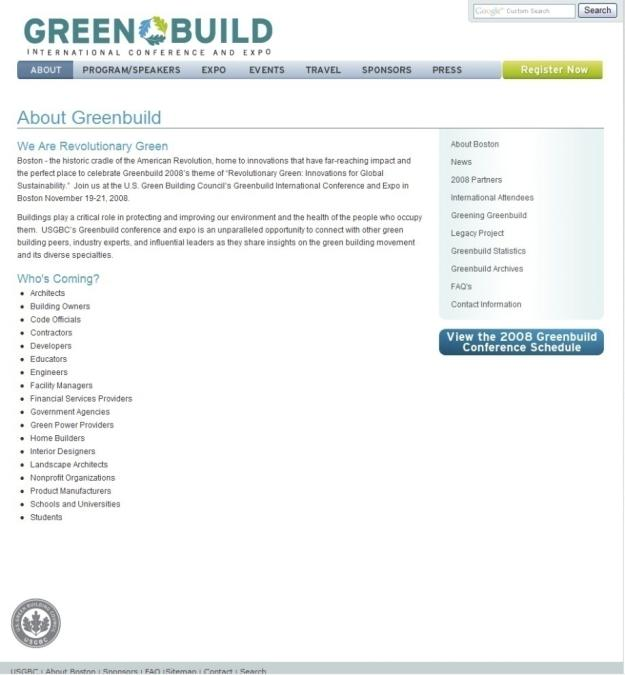 Google™ Custom Search
Search
GREENBUILD
INTERNATIONAL CONFERENCE AND EXPO
ABOUT PROGRAM/SPEAKERS EXPO EVENTS TRAVEL SPONSORS PRESS Register Now
About Greenbuild
We Are Revolutionary Green
Boston - the historic cradle of the American Revolution, home to innovations that have far-reaching impact and
the perfect place to celebrate Greenbuild 2008's theme of "Revolutionary Green: Innovations for Global
Sustainability." Join us at the U.S. Green Building Council's Greenbuild International Conference and Expo in
Boston November 19-21, 2008.
Buildings play a critical role in protecting and improving our environment and the health of the people who occupy
them. USGBC's Greenbuild conference and expo is an unparalleled opportunity to connect with other green
building peers, industry experts, and influential leaders as they share insights on the green building movement
and its diverse specialties.
Who's Coming?
Architects
Building Owners
Code Officials
Contractors
Developers
Educators
Engineers
Facility Managers
Financial Services Providers
Government Agencies
Green Power Providers
Home Builders
Interior Designers
Landscape Architects
Nonprofit Organizations
Product Manufacturers
Schools and Universities
Students
About Boston
News
2008 Partners
International Attendees
Greening Greenbuild
Legacy Project
Greenbuild Statistics
Greenbuild Archives
FAQ's
Contact Information
View the 2008 Greenbuild
Conference Schedule
U.S. GREEN BUILDING COUNCIL
USGBC
USGBC | About Boston | Sponsors | FAQ | Sitemap | Contact | Search